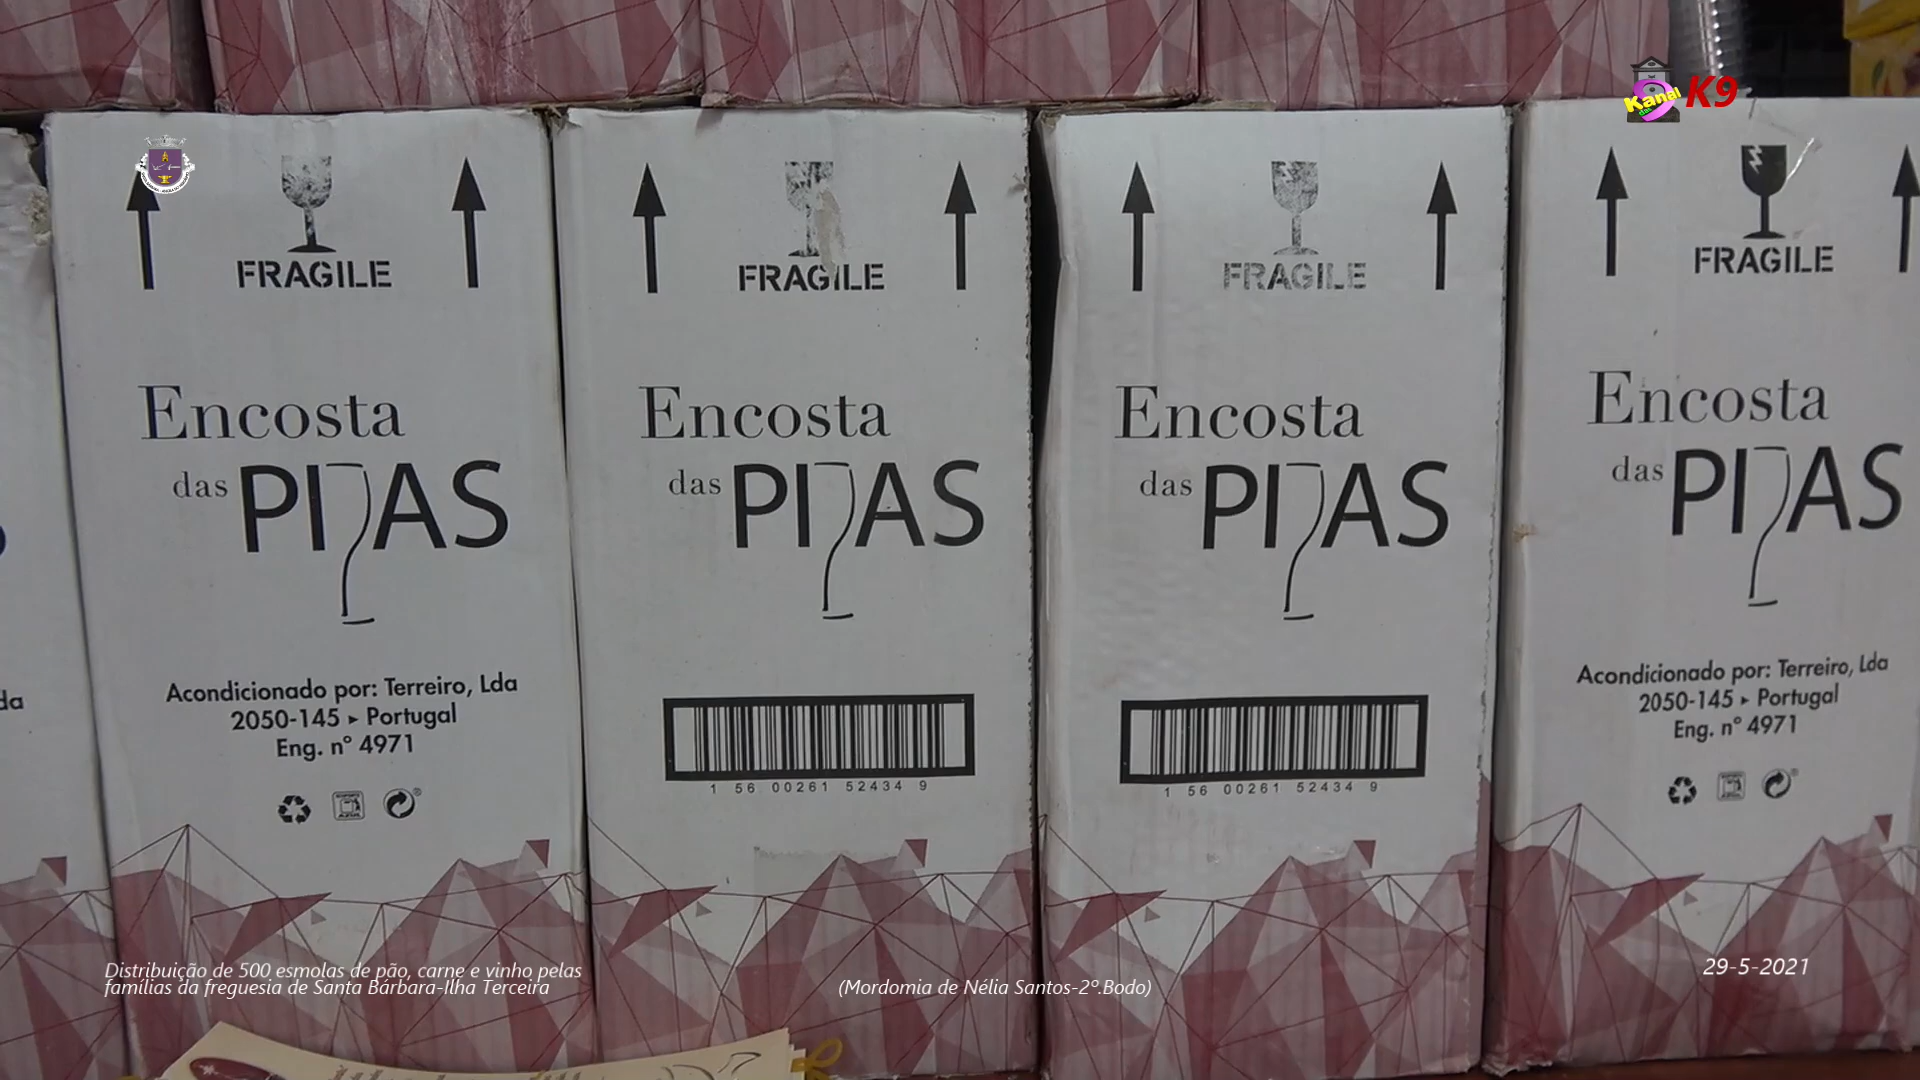 Kanal
das
K9
FRAGILE
FRAGILE
FRAGILE
FRAGILE
Encosta
das PIPAS
Encosta
das PIPAS
Encosta
das PIPAS
Encosta
das PIPAS
da
Acondicionado por: Terreiro, Lda
2050-145 ▸ Portugal
Eng. nº 4971
1 56 00261 52434 9
1 56 00261 52434 9
Acondicionado por: Terreiro, Lda
2050-145 ▸ Portugal
Eng. nº 4971
Distribuição de 500 esmolas de pão, carne e vinho pelas
famílias da freguesia de Santa Bárbara-Ilha Terceira
(Mordomia de Nélia Santos-2º.Bodo)
29-5-2021